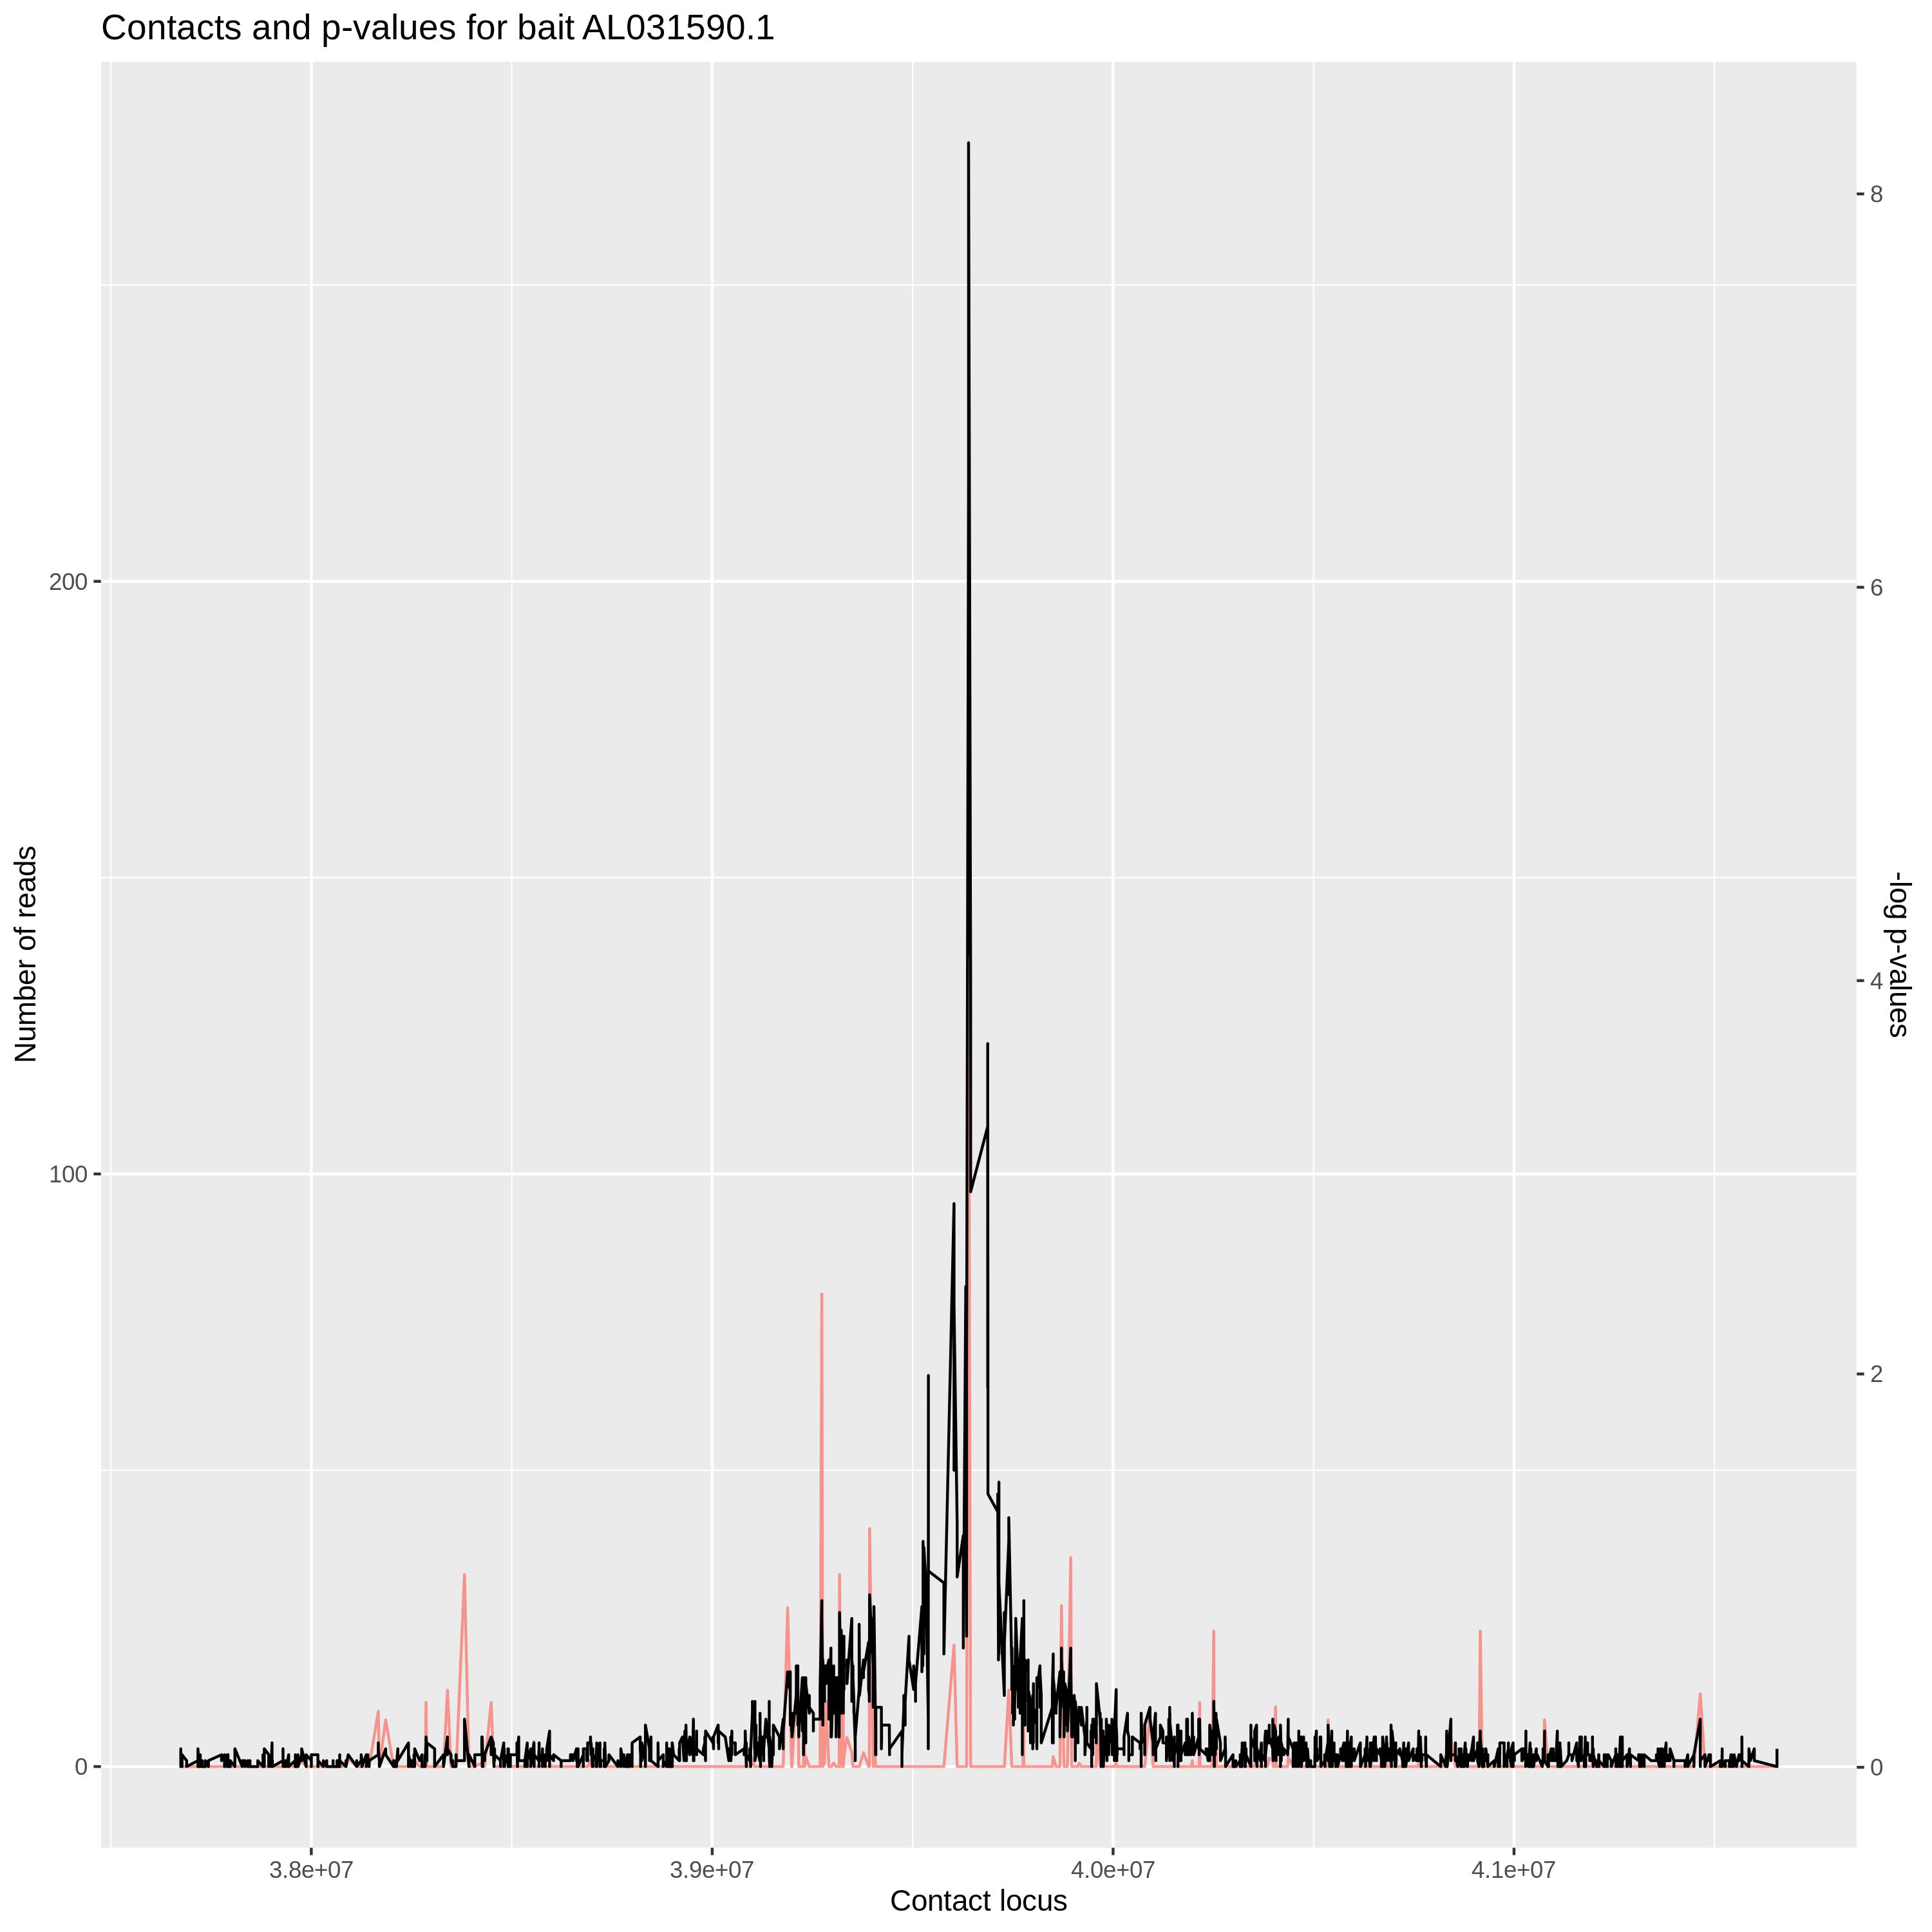 Contacts and p-values for bait AL031590.1
8
200
6
Number of reads
-log p-values
4
100
2
0
0
3.8e+07
3.9e+07
4.0e+07
4.1e+07
Contact locus